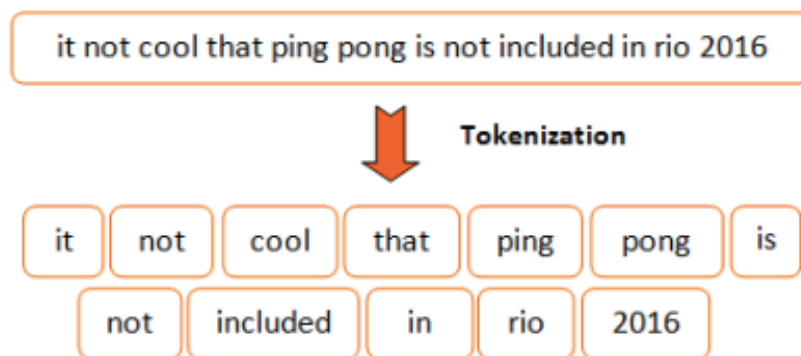 it not cool that ping pong is not included in rio 2016
Tokenization
it not cool that ping pong is
not included in rio 2016